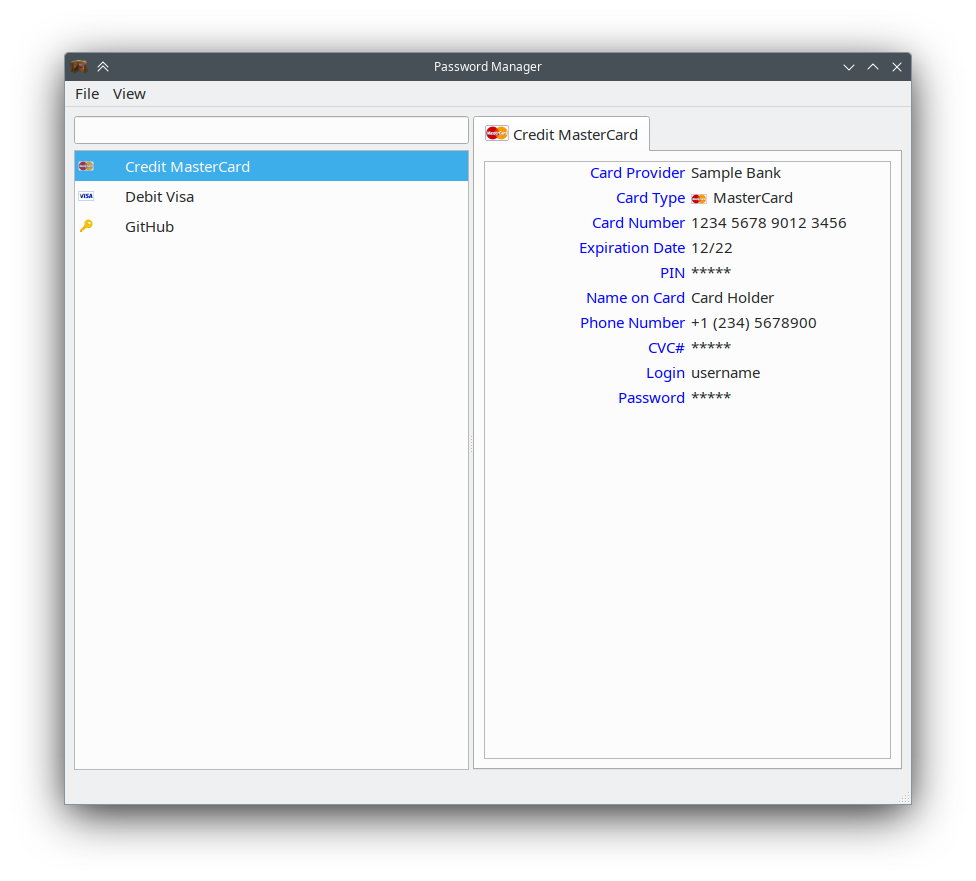 Password Manager
File View
Credit MasterCard
Debit Visa
GitHub
Credit MasterCard
Card Provider Sample Bank
Card Type MasterCard
Card Number 1234 5678 9012 3456
Expiration Date 12/22
PIN *****
Name on Card Card Holder
Phone Number +1 (234) 5678900
CVC# *****
Login username
Password *****
VISA